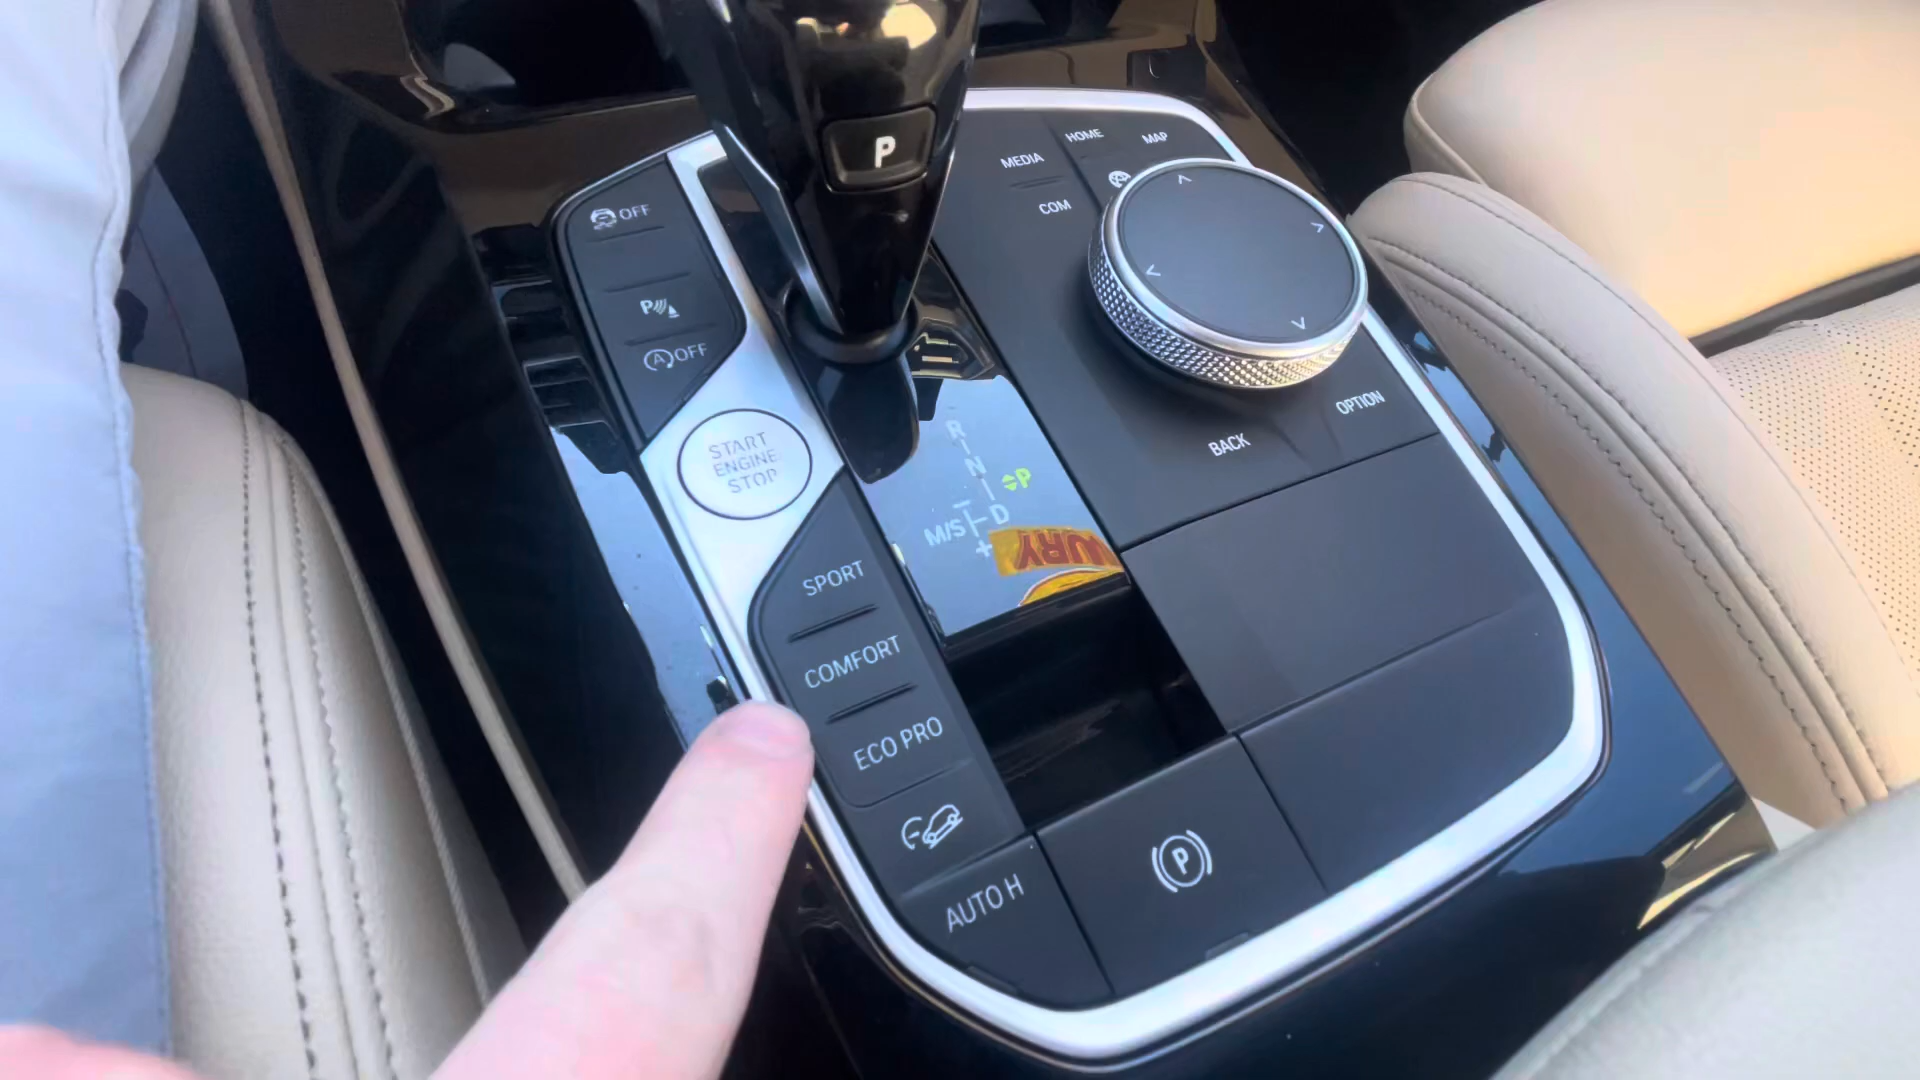 P
HOME
MAP
MEDIA
COM
OFF
P
A OFF
START
ENGINE
STOP
OPTION
BACK
R
N
P
M/S
D
+
SPORT
COMFORT
ECO PRO
AUTO H
P